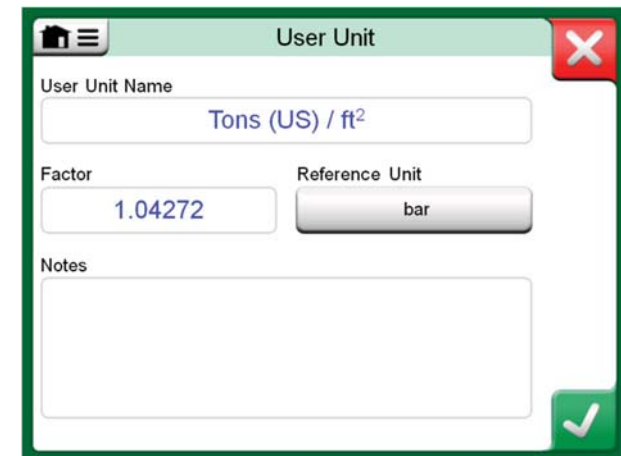 User Unit
User Unit Name
Tons (US) / ft²
Factor
Reference Unit
1.04272
bar
Notes